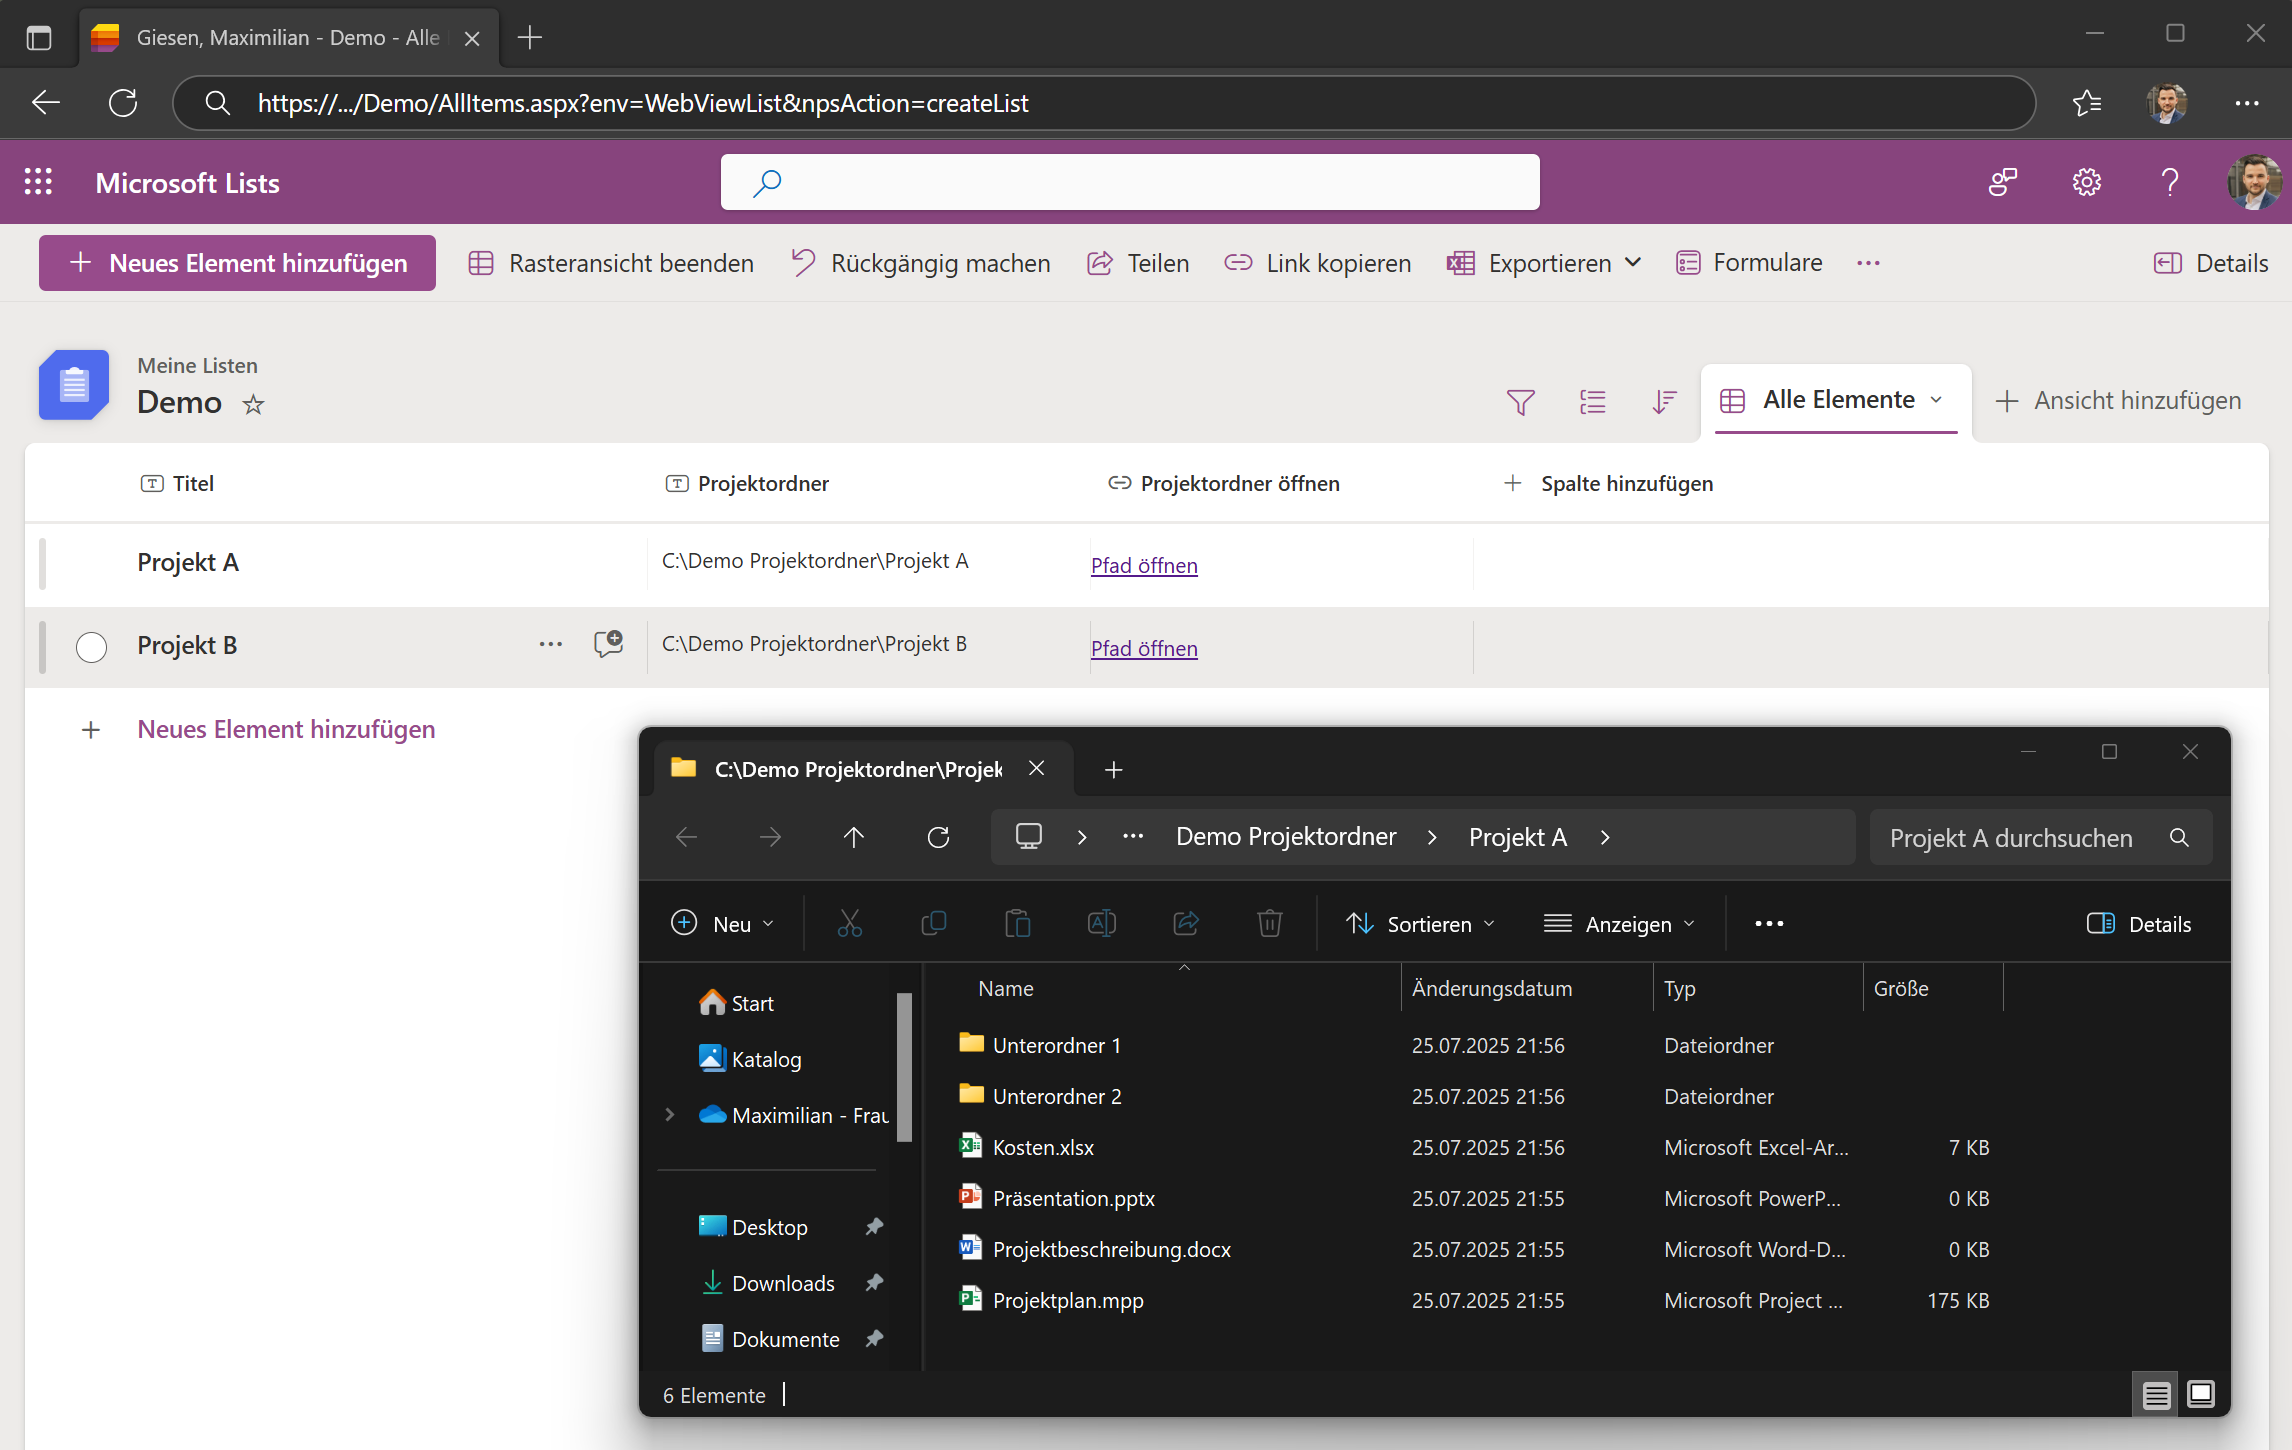 Giesen, Maximilian - Demo - Alle
https://.../Demo/AllItems.aspx?env=WebViewList&npsAction=createList
Microsoft Lists
Neues Element hinzufügen
Rasteransicht beenden
Rückgängig machen
Teilen
Link kopieren
Exportieren
Formulare
Details
Meine Listen
Demo
Alle Elemente
Ansicht hinzufügen
Titel
Projektordner
Projektordner öffnen
Spalte hinzufügen
Projekt A
C:\Demo Projektordner\Projekt A
Pfad öffnen
Projekt B
C:\Demo Projektordner\Projekt B
Pfad öffnen
Neues Element hinzufügen
C:\Demo Projektordner\Projek
Demo Projektordner
Projekt A
Projekt A durchsuchen
Neu
Sortieren
Anzeigen
Details
Start
Katalog
Maximilian - Frau
Desktop
Downloads
Dokumente
Name
Änderungsdatum
Typ
Größe
Unterordner 1
25.07.2025 21:56
Dateiordner
Unterordner 2
25.07.2025 21:56
Dateiordner
Kosten.xlsx
25.07.2025 21:56
Microsoft Excel-Ar...
7 KB
Präsentation.pptx
25.07.2025 21:55
Microsoft PowerP...
0 KB
Projektbeschreibung.docx
25.07.2025 21:55
Microsoft Word-D...
0 KB
Projektplan.mpp
25.07.2025 21:55
Microsoft Project ...
175 KB
6 Elemente